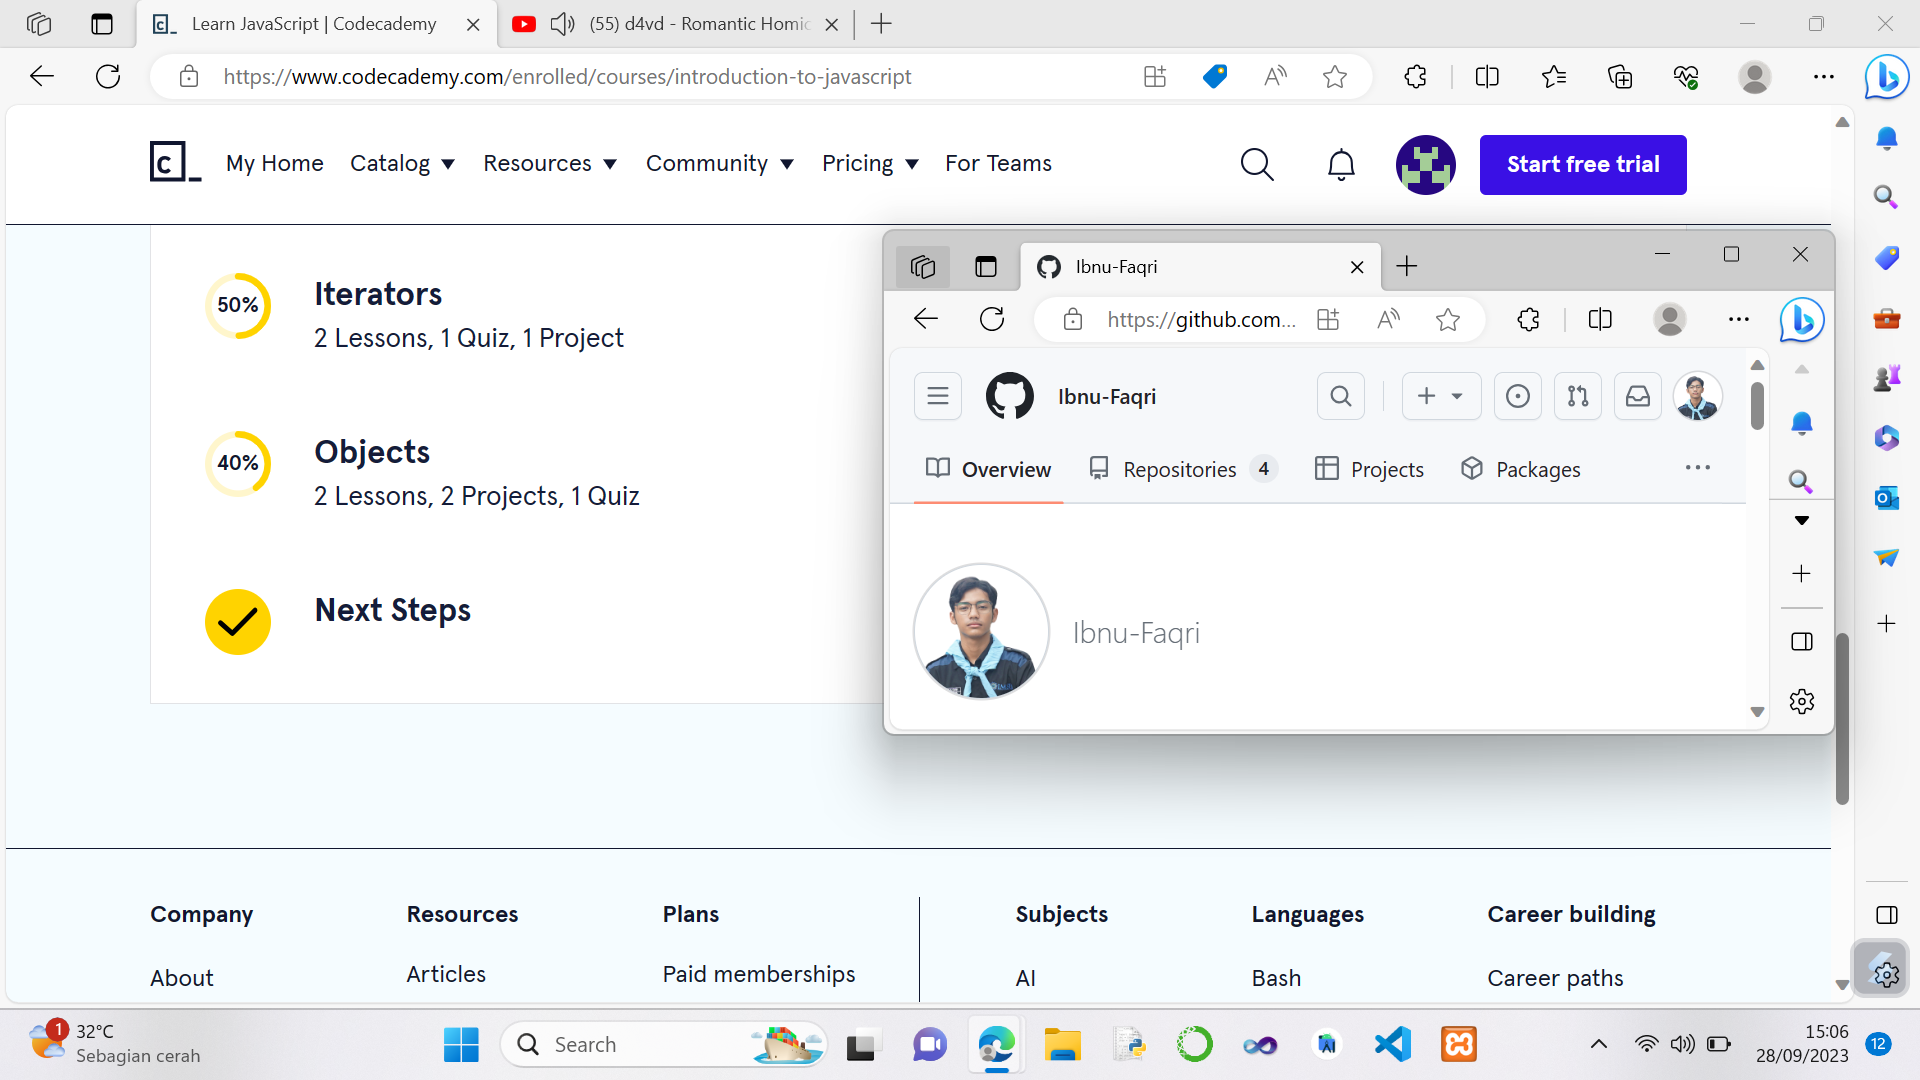 Learn JavaScript | Codecademy
(55) d4vd - Romantic Homic
https://www.codecademy.com/enrolled/courses/introduction-to-javascript
My Home Catalog Resources Community Pricing For Teams
Start free trial
50%
Iterators
2 Lessons, 1 Quiz, 1 Project
40%
Objects
2 Lessons, 2 Projects, 1 Quiz
Next Steps
Ibnu-Faqri
https://github.com...
Ibnu-Faqri
Overview Repositories 4 Projects Packages
Ibnu-Faqri
Company Resources Plans Subjects Languages Career building
About Articles Paid memberships AI Bash Career paths
1
32°C
Sebagian cerah
Search
15:06
28/09/2023
12